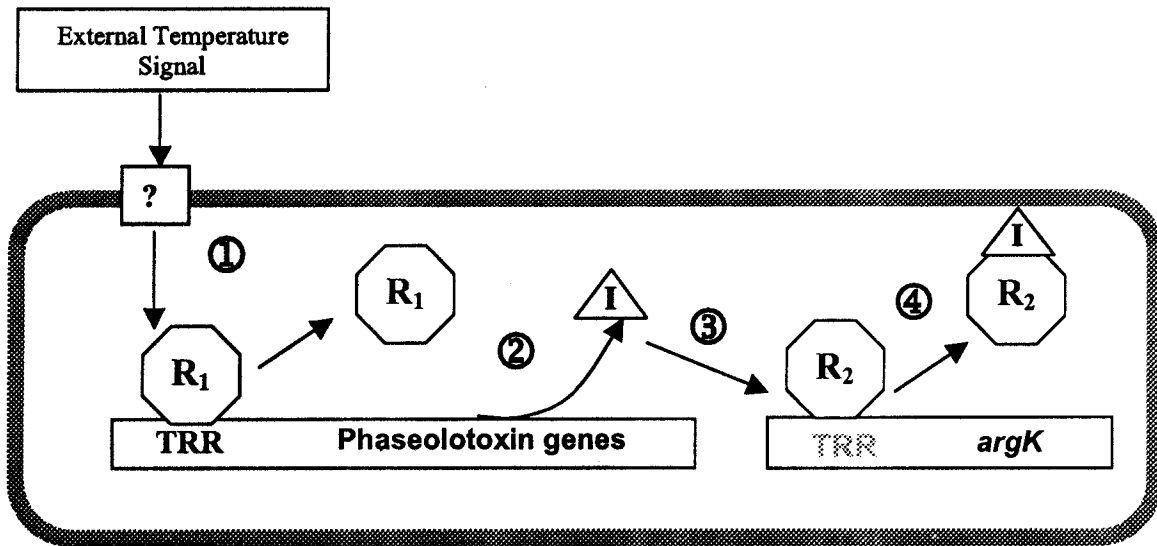 External Temperature
Signal
?
①
R₁
R₁
②
I
③
R₂
④
I
R₂
TRR
Phaseolotoxin genes
TRR
argK